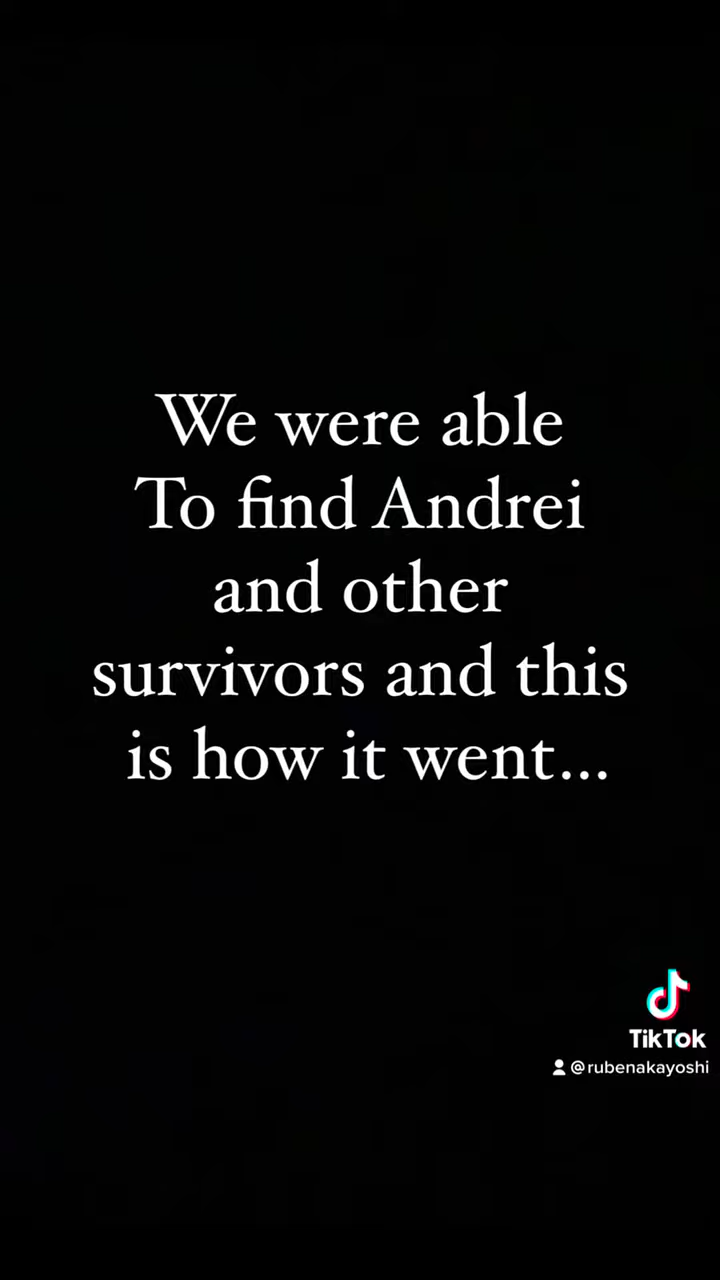 We were able
To find Andrei
and other
survivors and this
is how it went...
TikTok
@rubenakayoshi